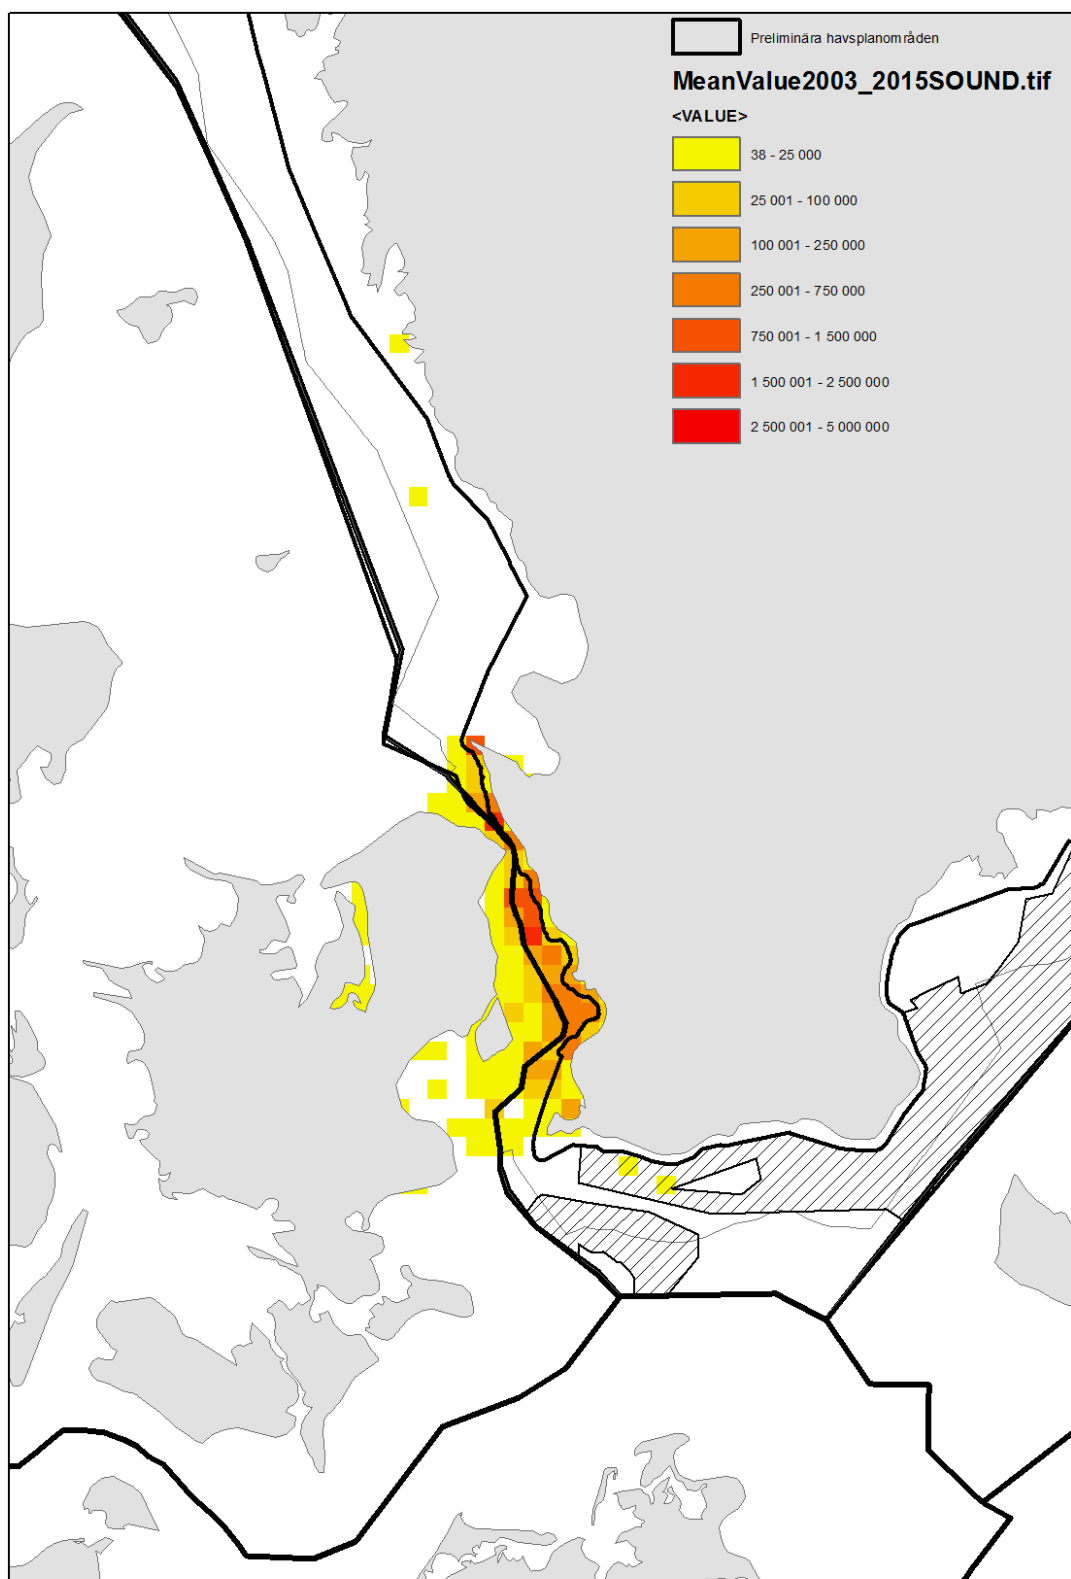 Preliminära havsplanområden
MeanValue2003_2015SOUND.tif
<VALUE>
38 - 25 000
25 001 - 100 000
100 001 - 250 000
250 001 - 750 000
750 001 - 1 500 000
1 500 001 - 2 500 000
2 500 001 - 5 000 000